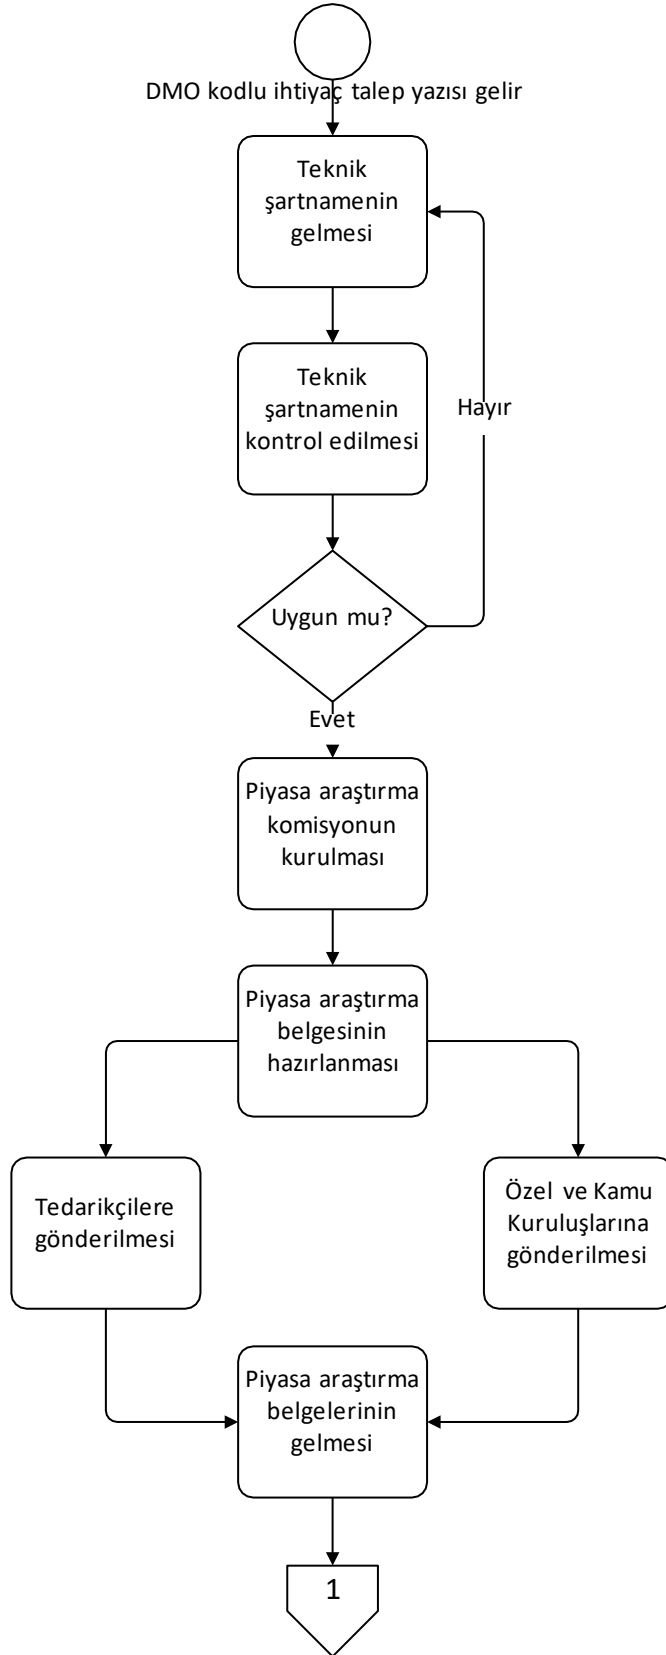 DMO kodlu ihtiyaç talep yazısı gelir
Teknik
şartnamenin
gelmesi
Teknik
şartnamenin
kontrol edilmesi
Hayır
Uygun mu?
Evet
Piyasa araştırma
komisyonun
kurulması
Piyasa araştırma
belgesinin
hazırlanması
Tedarikçilere
gönderilmesi
Özel ve Kamu
Kuruluşlarına
gönderilmesi
Piyasa araştırma
belgelerinin
gelmesi
1